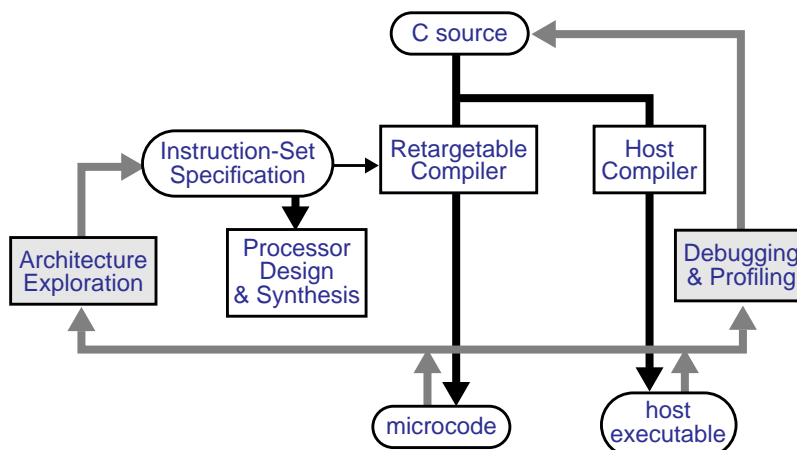 C source
Instruction-Set
Specification
Retargetable
Compiler
Host
Compiler
Architecture
Exploration
Processor
Design
& Synthesis
Debugging
& Profiling
microcode
host
executable